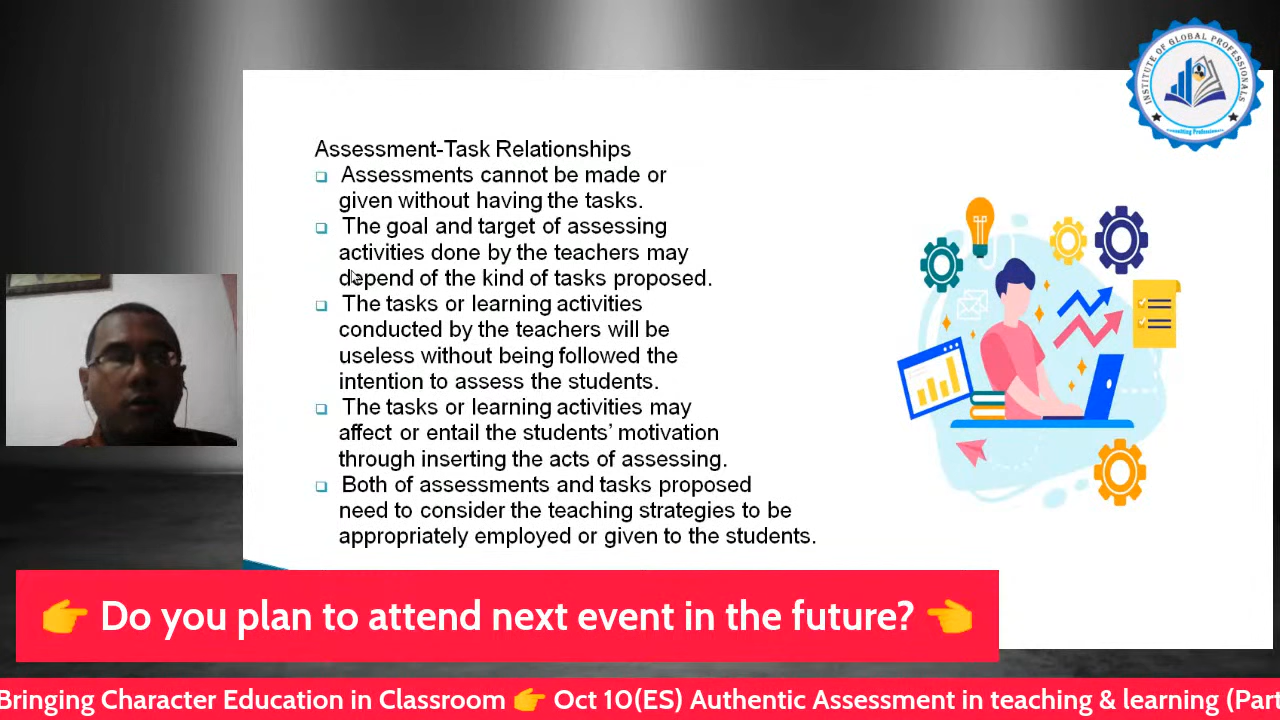 INSTITUTE OF GLOBAL PROFESSIONALS
Consulting Professionals
Assessment-Task Relationships
Assessments cannot be made or
given without having the tasks.
The goal and target of assessing
activities done by the teachers may
depend of the kind of tasks proposed.
The tasks or learning activities
conducted by the teachers will be
useless without being followed the
intention to assess the students.
The tasks or learning activities may
affect or entail the students’ motivation
through inserting the acts of assessing.
Both of assessments and tasks proposed
need to consider the teaching strategies to be
appropriately employed or given to the students.
👉 Do you plan to attend next event in the future? 👈
Bringing Character Education in Classroom 👉 Oct 10(ES) Authentic Assessment in teaching & learning (Part